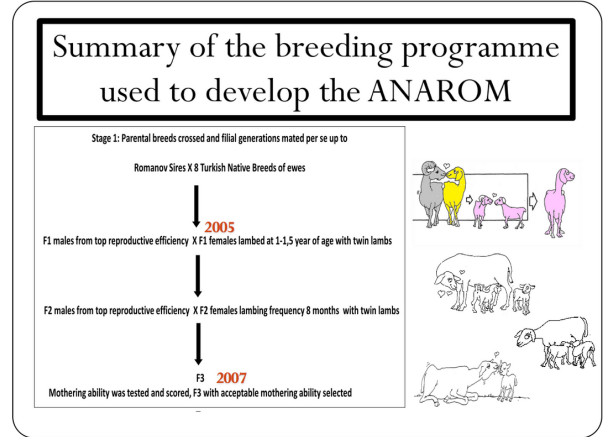 Summary of the breeding programme
used to develop the ANAROM
Stage 1: Parental breeds crossed and filial generations mated per se up to
Romanov Sires X 8 Turkish Native Breeds of ewes
2005
F1 males from top reproductive efficiency X F1 females lambed at 1-1,5 year of age with twin lambs
F2 males from top reproductive efficiency X F2 females lambing frequency 8 months with twin lambs
F3 2007
Mothering ability was tested and scored, F3 with acceptable mothering ability selected